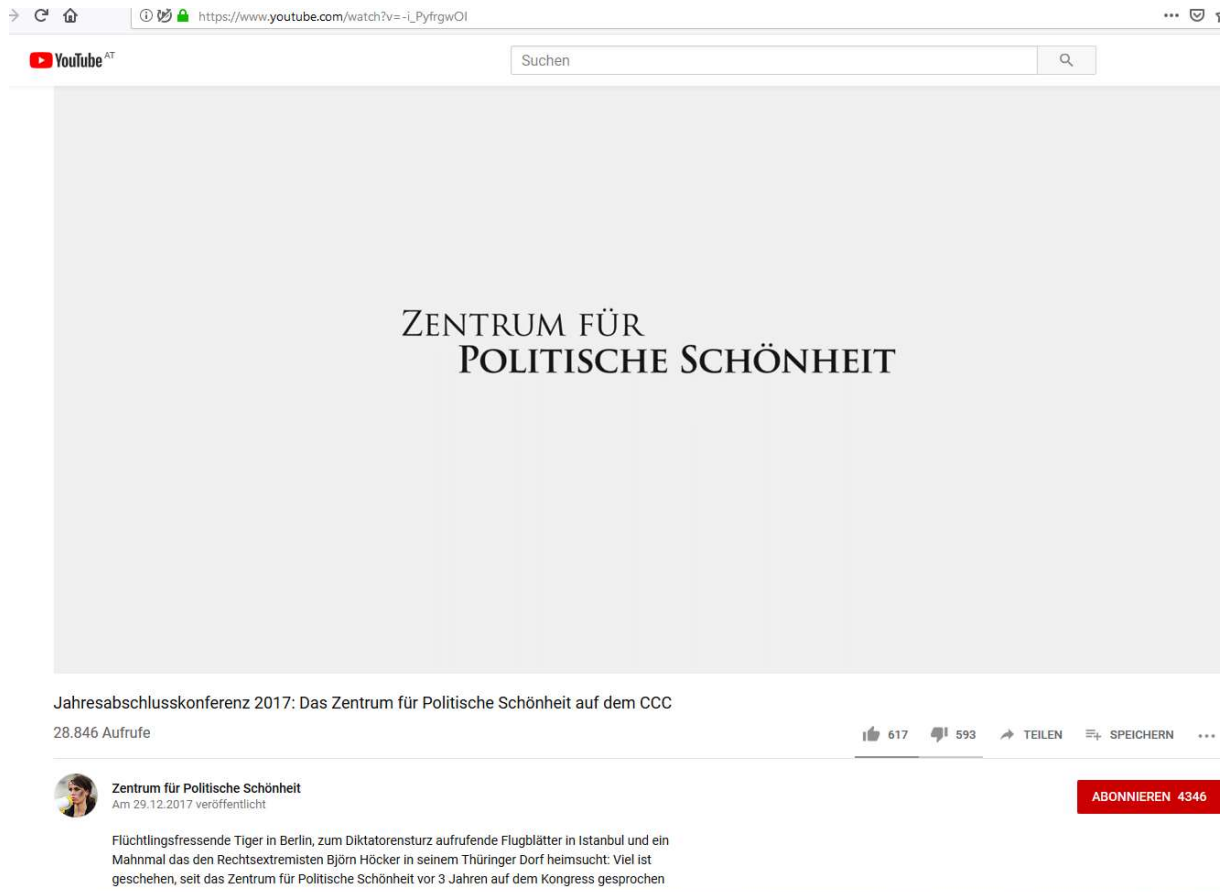 https://www.youtube.com/watch?v=-i_PyfrgwOI
YouTube AT
Suchen
ZENTRUM FÜR
POLITISCHE SCHÖNHEIT
Jahresabschlusskonferenz 2017: Das Zentrum für Politische Schönheit auf dem CCC
28.846 Aufrufe
617 593 TEILEN SPEICHERN
Zentrum für Politische Schönheit
Am 29.12.2017 veröffentlicht
ABONNIEREN 4346
Flüchtlingsfressende Tiger in Berlin, zum Diktatorensturz aufrufende Flugblätter in Istanbul und ein
Mahnmal das den Rechtsextremisten Björn Höcker in seinem Thüringer Dorf heimsucht: Viel ist
geschehen, seit das Zentrum für Politische Schönheit vor 3 Jahren auf dem Kongress gesprochen